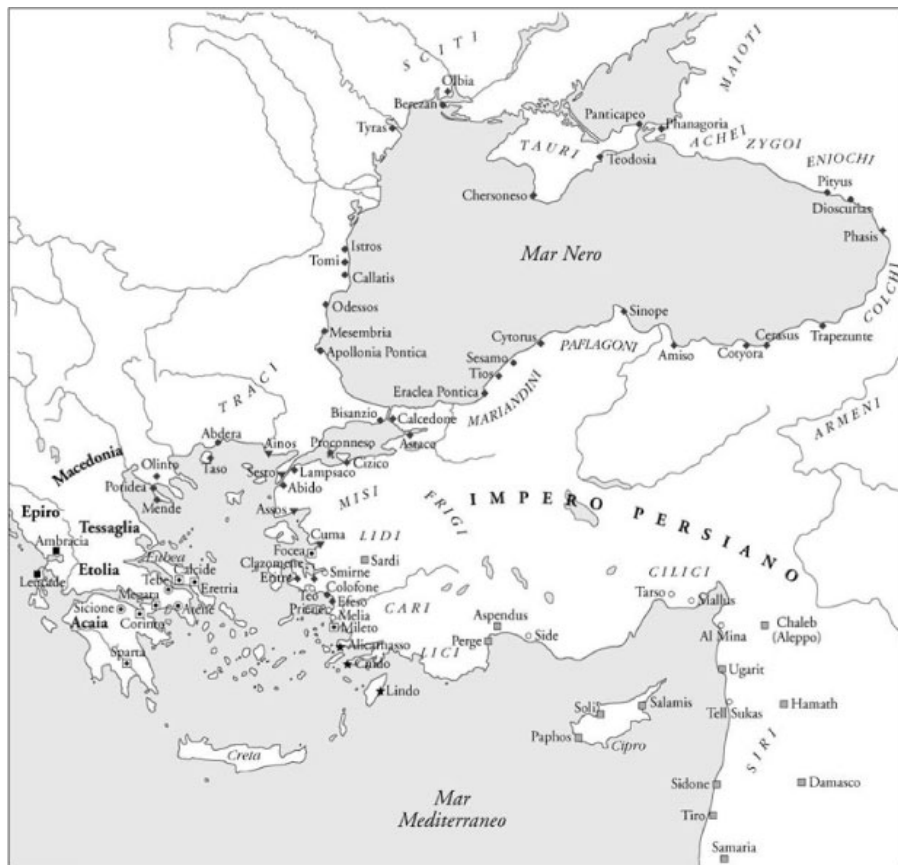 SCITI
MAIOTI
Olbia
Berezan
Tyras
Panticapeo
Phanagoria
ACHEI
ZYGOI
ENIOCHI
TAURI
Teodosia
Chersoneso
Pityus
Dioscurias
Phasis
Mar Nero
Istros
Tomi
Callatis
COLCHI
Odessos
Mesembria
Apollonia Pontica
Sinope
Cytorus
PAFLAGONI
Sesamo
Tios
Eraclea Pontica
MARIANDINI
Amiso
Cotyora
Cerasus
Trapezunte
TRACI
Bisanzio
Calcedone
ARMENI
Abdera
Ainos
Proconneso
Astaco
Macedonia
Olinto
Taso
Sesto
Lampsaco
Cizico
Potidea
Abido
Mende
MISI
FRIGI
IMPERO PERSIANO
Epiro
Tessaglia
Assos
Ambracia
Cuma
LIDI
Focea
Sardi
Etolia
Eubea
Clazomene
Smirne
CILICI
Leucade
Calcide
Tebe
Eretria
Colofone
Teo
Efeso
Tarso
Mallus
Megara
Sicione
Atene
Priene
Melia
CARI
Aspendus
Acaia
Corinto
Mileto
Side
Al Mina
Chaleb
(Aleppo)
Perge
LICI
Alicarnasso
Sparta
Cnido
Ugarit
Lindo
Soli
Salamis
Tell Sukas
Hamath
Paphos
Cipro
Creta
SIRI
Sidone
Damasco
Mar
Mediterraneo
Tiro
Samaria